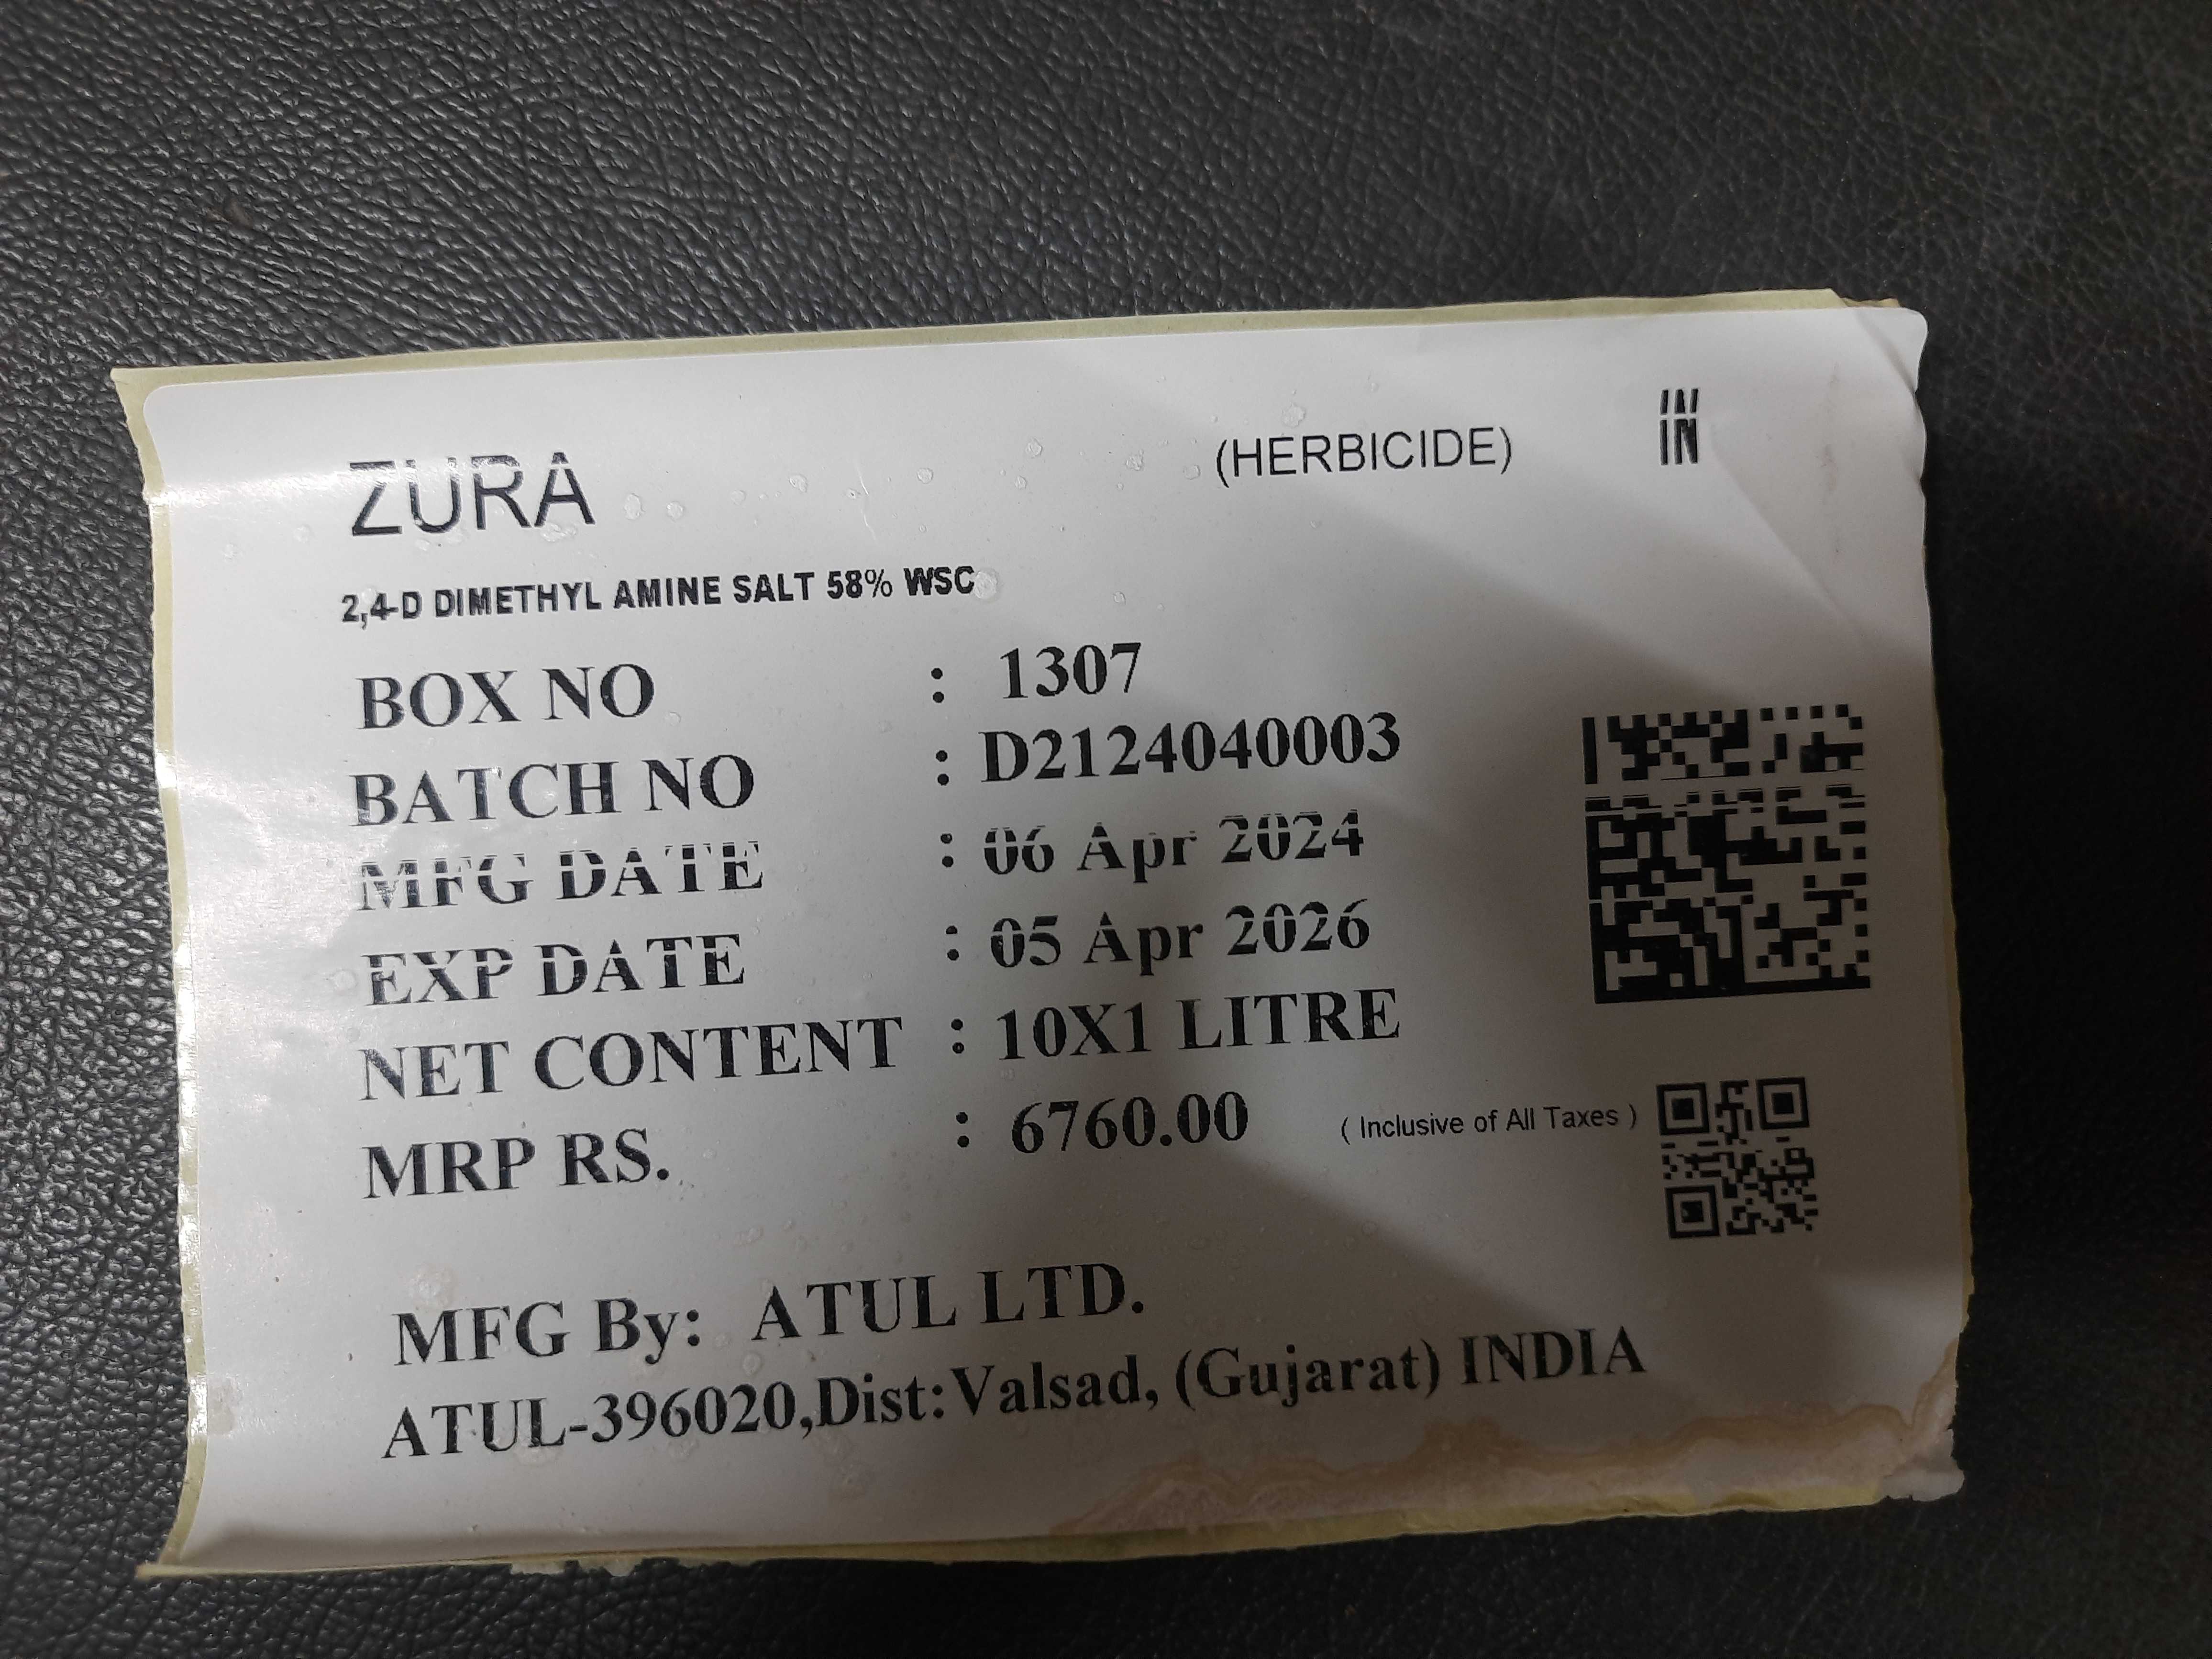 ZURA (HERBICIDE) IN
2,4-D DIMETHYL AMINE SALT 58% WSC
BOX NO : 1307
BATCH NO : D2124040003
MFG DATE : 06 Apr 2024
EXP DATE : 05 Apr 2026
NET CONTENT : 10X1 LITRE
MRP RS. : 6760.00 ( Inclusive of All Taxes )
MFG By: ATUL LTD.
ATUL-396020,Dist:Valsad, (Gujarat) INDIA